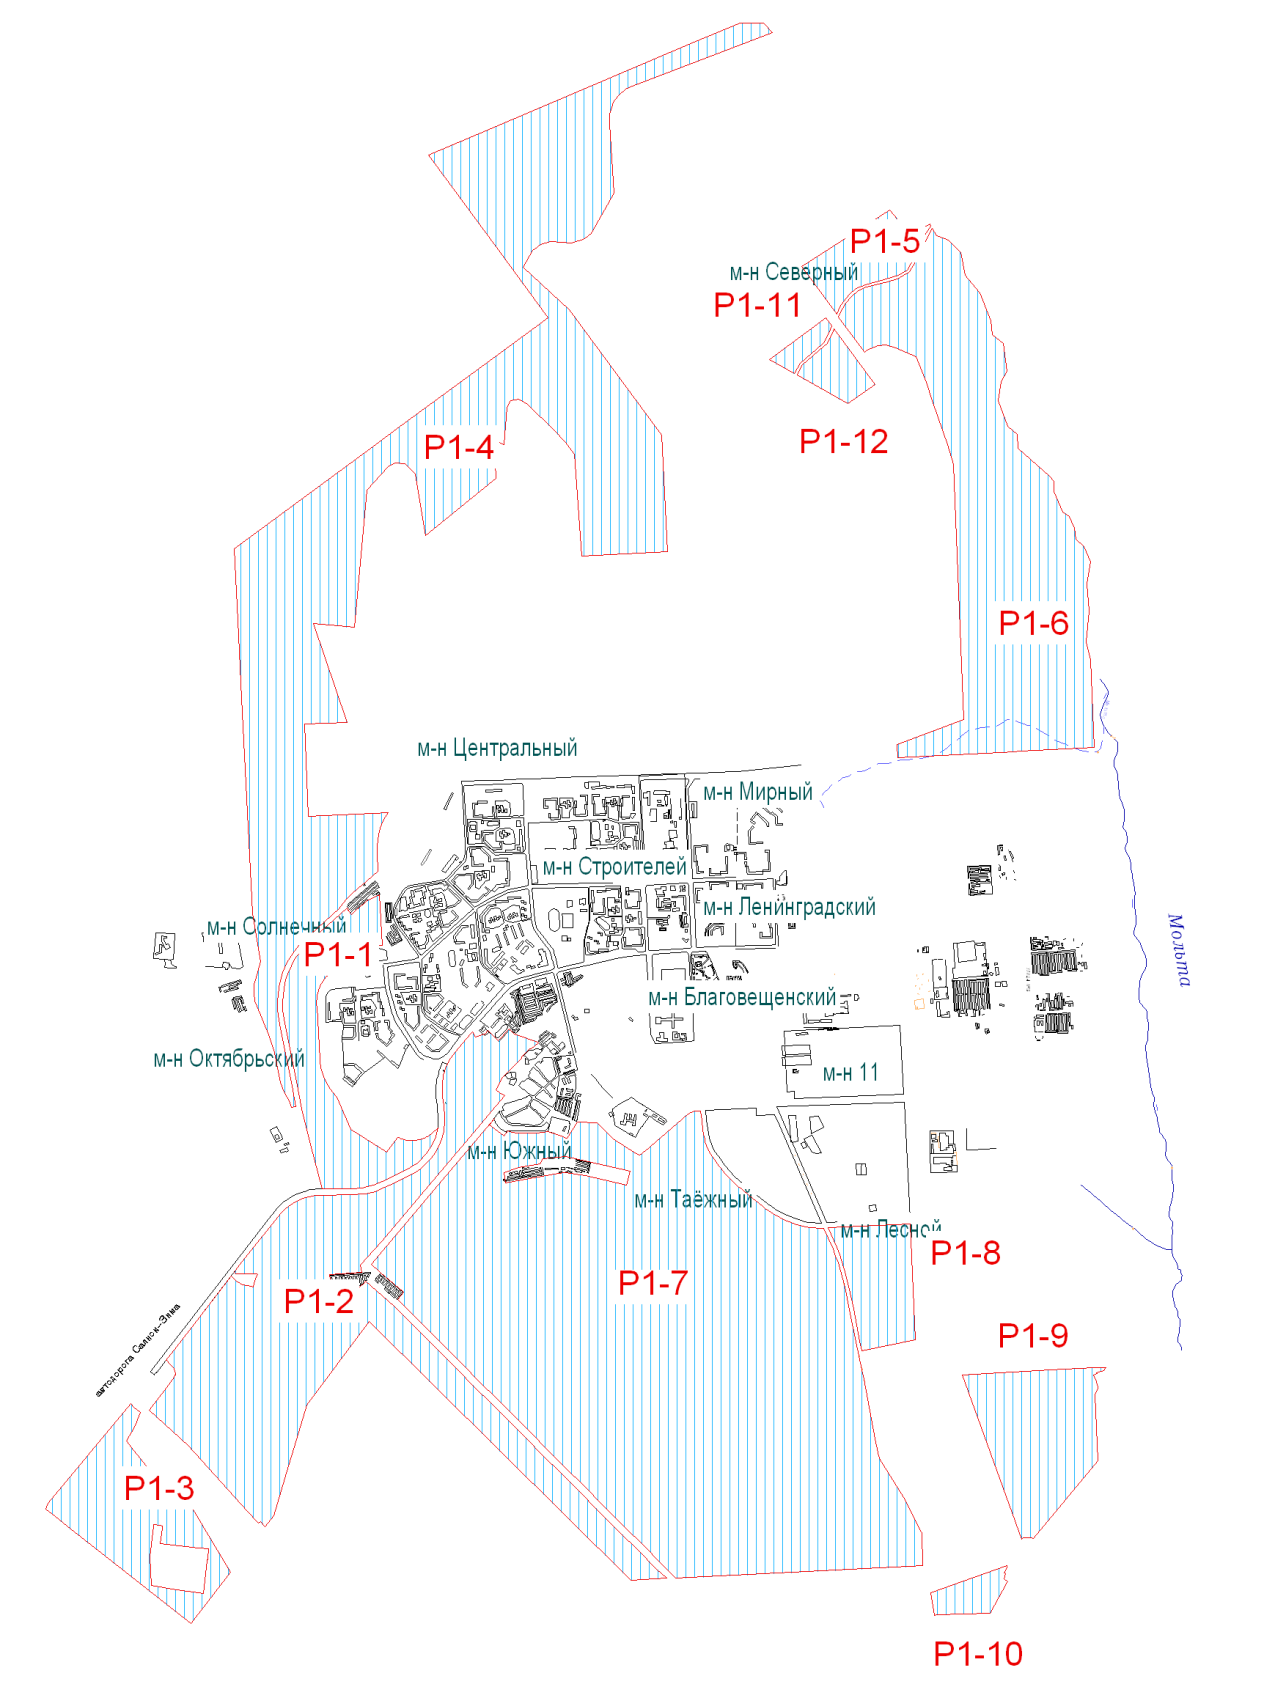 Р1-5
м-н Северный
Р1-11
Р1-12
Р1-4
Р1-6
м-н Центральный
м-н Мирный
м-н Строителей
м-н Ленинградский
м-н Солнечный
Р1-1
Мольта
м-н Благовещенский
м-н Октябрьский
м-н 11
м-н Южный
м-н Таёжный
м-н Лесной
Р1-8
Р1-7
Р1-2
автодорога Саянск-Зима
Р1-9
Р1-3
Р1-10